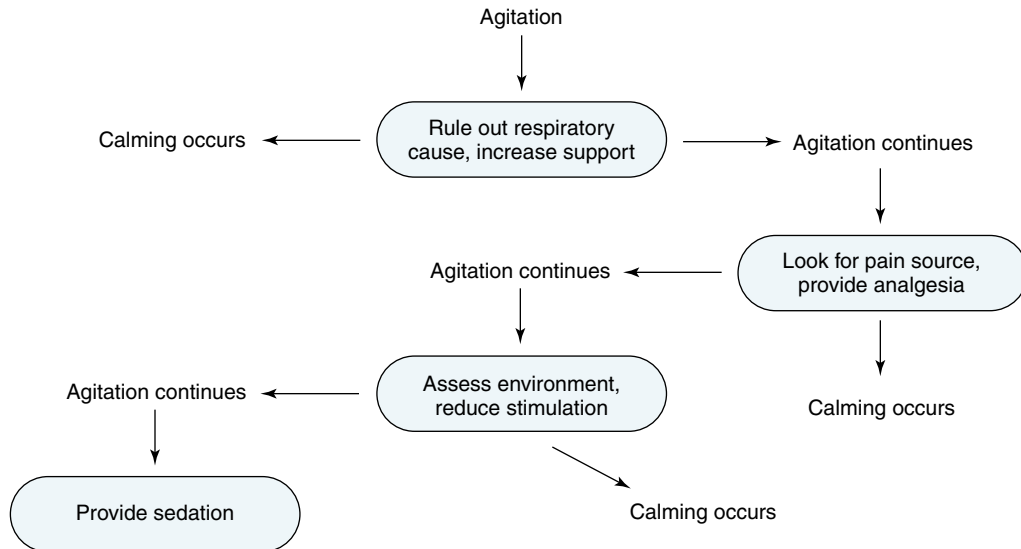 Agitation
Rule out respiratory
cause, increase support
Calming occurs
Agitation continues
Look for pain source,
provide analgesia
Agitation continues
Calming occurs
Assess environment,
reduce stimulation
Agitation continues
Calming occurs
Provide sedation